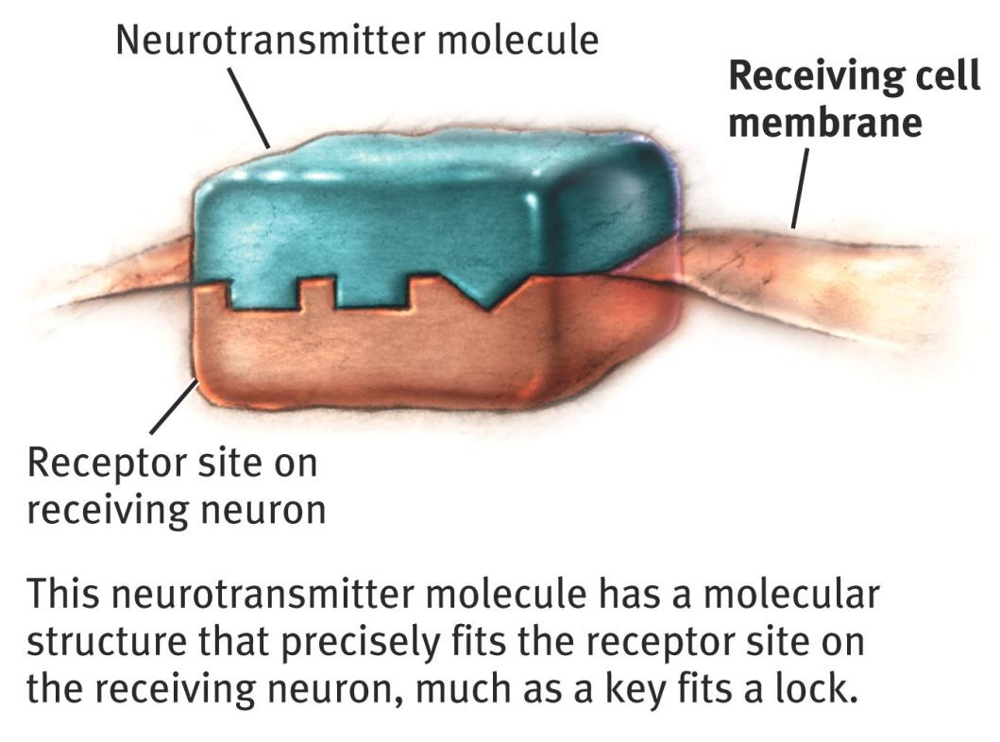 Neurotransmitter molecule
Receiving cell
membrane
Receptor site on
receiving neuron
This neurotransmitter molecule has a molecular
structure that precisely fits the receptor site on
the receiving neuron, much as a key fits a lock.